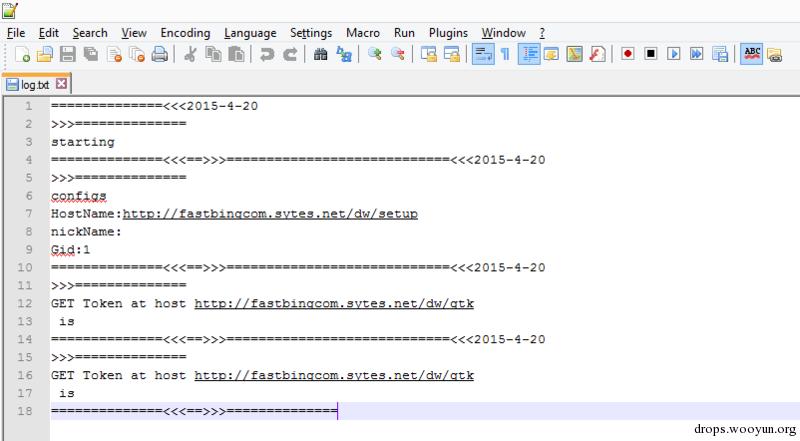 File Edit Search View Encoding Language Settings Macro Run Plugins Window ?
ABC
log.txt
1 ==============<<<2015-4-20
2 >>>==============
3 starting
4 ==============<<<==>>>============================<<<2015-4-20
5 >>>==============
6 configs
7 HostName:http://fastbingcom.sytes.net/dw/setup
8 nickName:
9 Gid:1
10 ==============<<<==>>>============================<<<2015-4-20
11 >>>==============
12 GET Token at host http://fastbingcom.sytes.net/dw/gtk
13 is
14 ==============<<<==>>>============================<<<2015-4-20
15 >>>==============
16 GET Token at host http://fastbingcom.sytes.net/dw/gtk
17 is
18 ==============<<<==>>>==============
drops.wooyun.org